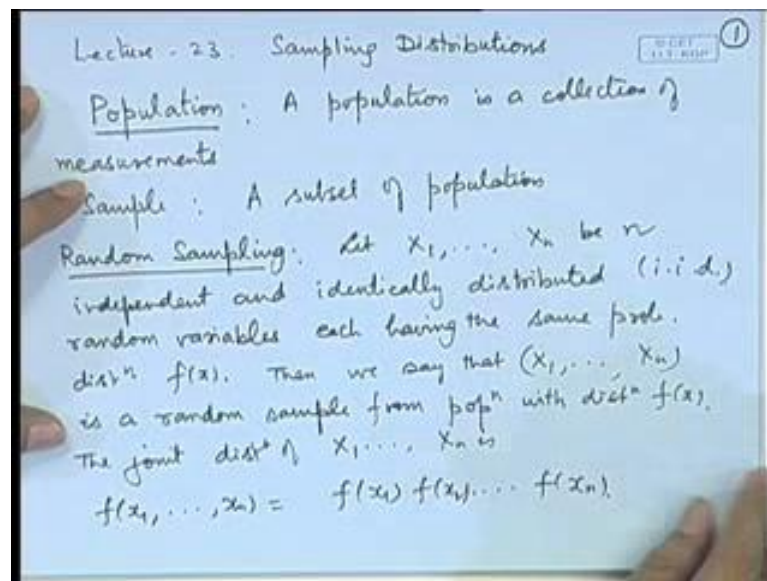 Lecture - 23. Sampling Distributions
①
Population : A population is a collection of
measurements
Sample : A subset of population
Random Sampling: Let X₁, ..., Xₙ be n
independent and identically distributed (i.i.d.)
random variables each having the same prob.
distⁿ f(x). Then we say that (X₁, ..., Xₙ)
is a random sample from popⁿ with distⁿ f(x).
The joint distⁿ of X₁ ..., Xₙ is
f(x₁, ..., xₙ) = f(x₁) f(x₂) .... f(xₙ).